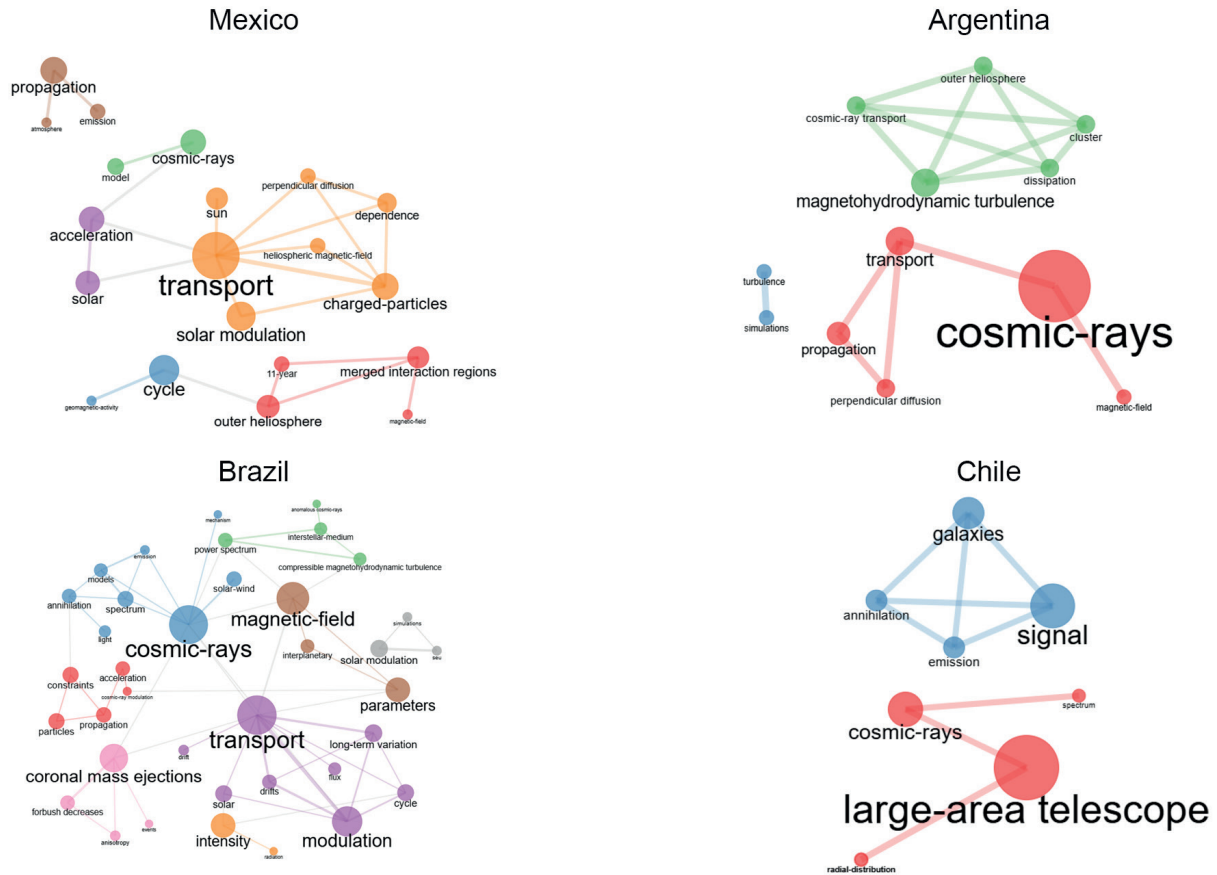 Mexico
propagation
emission
atmosphere
cosmic-rays
model
perpendicular diffusion
sun
dependence
acceleration
heliospheric magnetic-field
transport
solar
charged-particles
solar modulation
11-year
merged interaction regions
cycle
geomagnetic-activity
outer heliosphere
magnetic-field
Argentina
outer heliosphere
cosmic-ray transport
cluster
dissipation
magnetohydrodynamic turbulence
transport
turbulence
simulations
cosmic-rays
propagation
perpendicular diffusion
magnetic-field
Brazil
anomalous cosmic-rays
mechanism
interstellar-medium
power spectrum
emission
compressible magnetohydrodynamic turbulence
models
solar-wind
annihilation
spectrum
magnetic-field
light
cosmic-rays
simulations
interplanetary
solar modulation
seu
acceleration
constraints
cosmic-ray modulation
parameters
particles
propagation
transport
long-term variation
drift
coronal mass ejections
flux
drifts
solar
cycle
forbush decreases
events
intensity
modulation
anisotropy
radiation
Chile
galaxies
annihilation
signal
emission
spectrum
cosmic-rays
large-area telescope
radial-distribution